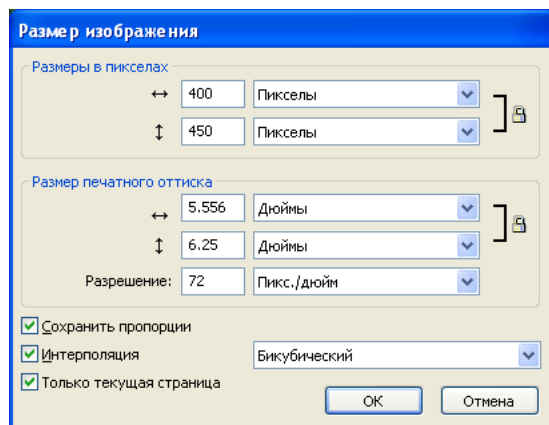 Размер изображения
Размеры в пикселах
400 Пикселы
450 Пикселы
Размер печатного оттиска
5.556 Дюймы
6.25 Дюймы
Разрешение: 72 Пикс./дюйм
Сохранить пропорции
Интерполяция Бикубический
Только текущая страница
ОК Отмена